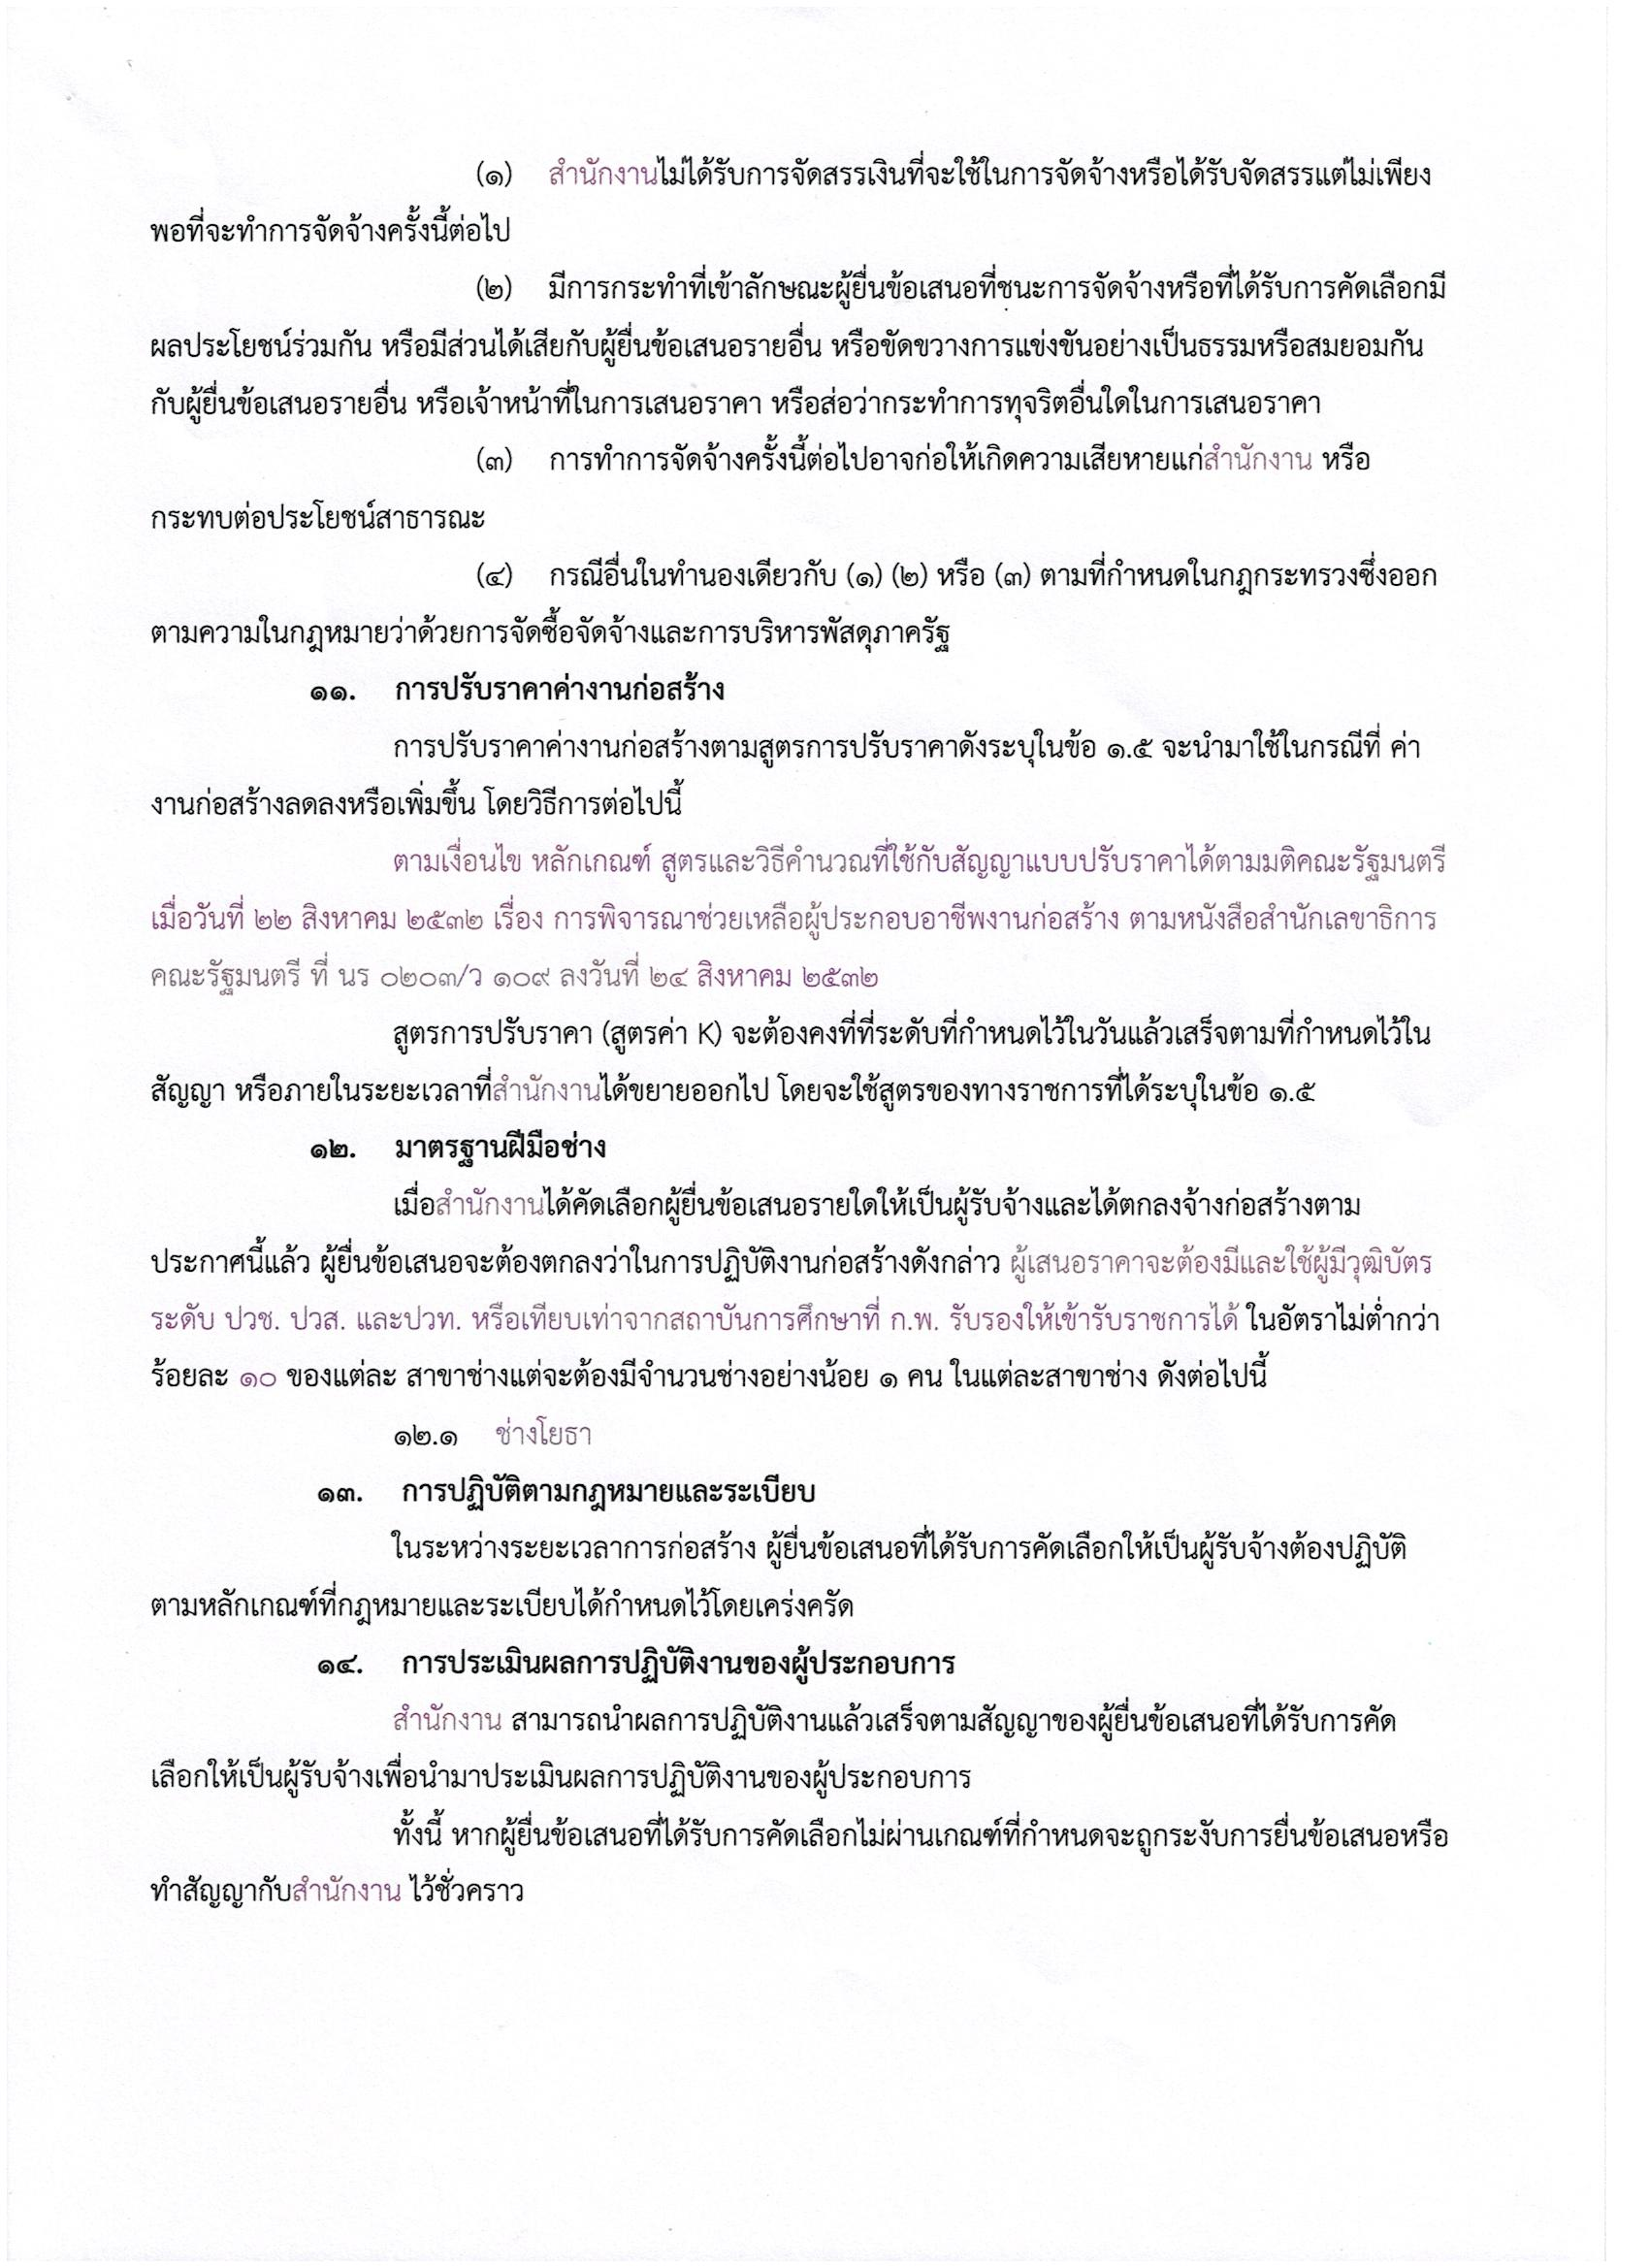 (๑) สำนักงานไม่ได้รับการจัดสรรเงินที่จะใช้ในการจัดจ้างหรือได้รับจัดสรรแต่ไม่เพียง
พอที่จะทำการจัดจ้างครั้งนี้ต่อไป
(๒) มีการกระทำที่เข้าลักษณะผู้ยื่นข้อเสนอที่ชนะการจัดจ้างหรือที่ได้รับการคัดเลือกมี
ผลประโยชน์ร่วมกัน หรือมีส่วนได้เสียกับผู้ยื่นข้อเสนอรายอื่น หรือขัดขวางการแข่งขันอย่างเป็นธรรมหรือสมยอมกัน
กับผู้ยื่นข้อเสนอรายอื่น หรือเจ้าหน้าที่ในการเสนอราคา หรือส่อว่ากระทำการทุจริตอื่นใดในการเสนอราคา
(๓) การทำการจัดจ้างครั้งนี้ต่อไปอาจก่อให้เกิดความเสียหายแก่สำนักงาน หรือ
กระทบต่อประโยชน์สาธารณะ
(๔) กรณีอื่นในทำนองเดียวกับ (๑) (๒) หรือ (๓) ตามที่กำหนดในกฎกระทรวงซึ่งออก
ตามความในกฎหมายว่าด้วยการจัดซื้อจัดจ้างและการบริหารพัสดุภาครัฐ
๑๑. การปรับราคาค่างานก่อสร้าง
การปรับราคาค่างานก่อสร้างตามสูตรการปรับราคาดังระบุในข้อ ๑.๕ จะนำมาใช้ในกรณีที่ ค่า
งานก่อสร้างลดลงหรือเพิ่มขึ้น โดยวิธีการต่อไปนี้
ตามเงื่อนไข หลักเกณฑ์ สูตรและวิธีคำนวณที่ใช้กับสัญญาแบบปรับราคาได้ตามมติคณะรัฐมนตรี
เมื่อวันที่ ๒๒ สิงหาคม ๒๕๓๒ เรื่อง การพิจารณาช่วยเหลือผู้ประกอบอาชีพงานก่อสร้าง ตามหนังสือสำนักเลขาธิการ
คณะรัฐมนตรี ที่ นร ๐๒๐๓/ว ๑๐๙ ลงวันที่ ๒๔ สิงหาคม ๒๕๓๒
สูตรการปรับราคา (สูตรค่า K) จะต้องคงที่ที่ระดับที่กำหนดไว้ในวันแล้วเสร็จตามที่กำหนดไว้ใน
สัญญา หรือภายในระยะเวลาที่สำนักงานได้ขยายออกไป โดยจะใช้สูตรของทางราชการที่ได้ระบุในข้อ ๑.๕
๑๒. มาตรฐานฝีมือช่าง
เมื่อสำนักงานได้คัดเลือกผู้ยื่นข้อเสนอรายใดให้เป็นผู้รับจ้างและได้ตกลงจ้างก่อสร้างตาม
ประกาศนี้แล้ว ผู้ยื่นข้อเสนอจะต้องตกลงว่าในการปฏิบัติงานก่อสร้างดังกล่าว ผู้เสนอราคาจะต้องมีและใช้ผู้มีวุฒิบัตร
ระดับ ปวช. ปวส. และปวท. หรือเทียบเท่าจากสถาบันการศึกษาที่ ก.พ. รับรองให้เข้ารับราชการได้ ในอัตราไม่ต่ำกว่า
ร้อยละ ๑๐ ของแต่ละ สาขาช่างแต่จะต้องมีจำนวนช่างอย่างน้อย ๑ คน ในแต่ละสาขาช่าง ดังต่อไปนี้
๑๒.๑ ช่างโยธา
๑๓. การปฏิบัติตามกฎหมายและระเบียบ
ในระหว่างระยะเวลาการก่อสร้าง ผู้ยื่นข้อเสนอที่ได้รับการคัดเลือกให้เป็นผู้รับจ้างต้องปฏิบัติ
ตามหลักเกณฑ์ที่กฎหมายและระเบียบได้กำหนดไว้โดยเคร่งครัด
๑๔. การประเมินผลการปฏิบัติงานของผู้ประกอบการ
สำนักงาน สามารถนำผลการปฏิบัติงานแล้วเสร็จตามสัญญาของผู้ยื่นข้อเสนอที่ได้รับการคัด
เลือกให้เป็นผู้รับจ้างเพื่อนำมาประเมินผลการปฏิบัติงานของผู้ประกอบการ
ทั้งนี้ หากผู้ยื่นข้อเสนอที่ได้รับการคัดเลือกไม่ผ่านเกณฑ์ที่กำหนดจะถูกระงับการยื่นข้อเสนอหรือ
ทำสัญญากับสำนักงาน ไว้ชั่วคราว